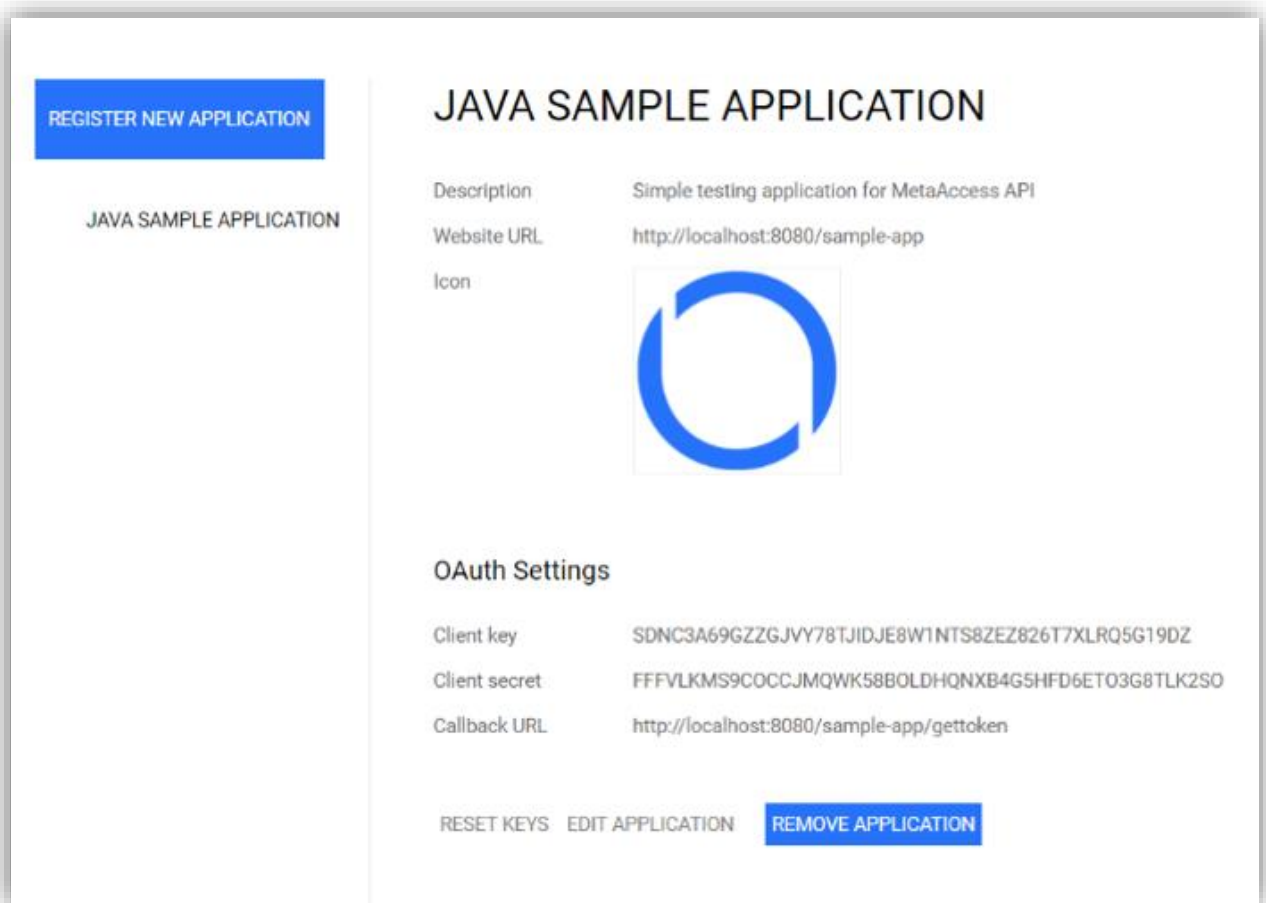 REGISTER NEW APPLICATION
JAVA SAMPLE APPLICATION
JAVA SAMPLE APPLICATION
Description Simple testing application for MetaAccess API
Website URL http://localhost:8080/sample-app
Icon
OAuth Settings
Client key SDNC3A69GZZGJVY78TJIDJE8W1NTS8ZEZ826T7XLRQ5G19DZ
Client secret FFFVLKMS9COCCJMQWK58BOLDHQNXB4G5HFD6ETO3G8TLK2SO
Callback URL http://localhost:8080/sample-app/gettoken
RESET KEYS EDIT APPLICATION REMOVE APPLICATION